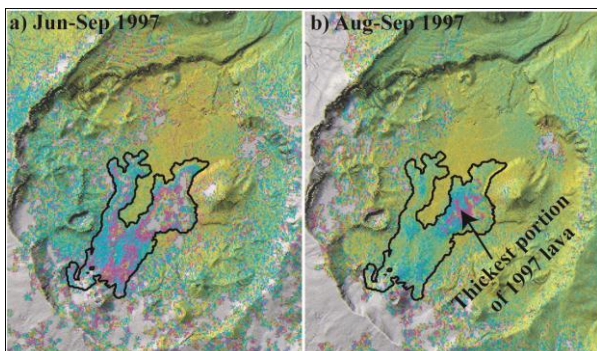 a) Jun-Sep 1997
b) Aug-Sep 1997
Thickest portion
of 1997 lava